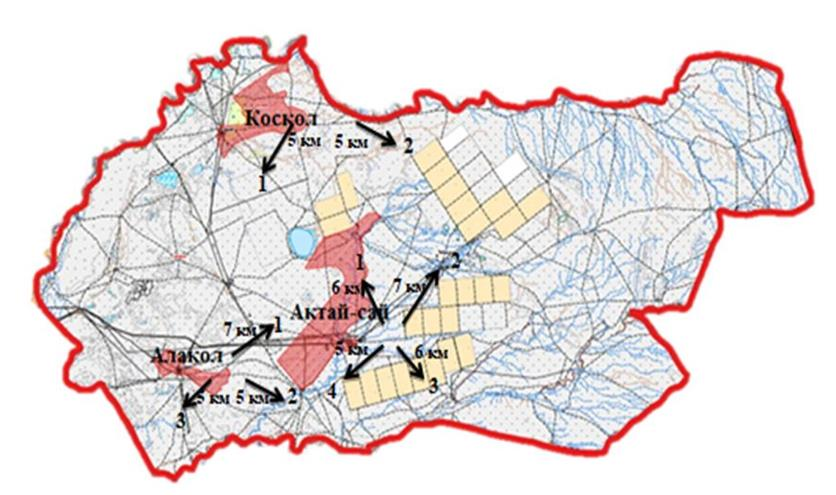 Коскол
5 км 5 км 2
1
1
2
6 км 7 км
Актай-сай
7 км 1
Алакол
5 км 6 км
5 км 5 км 2
4 3
3